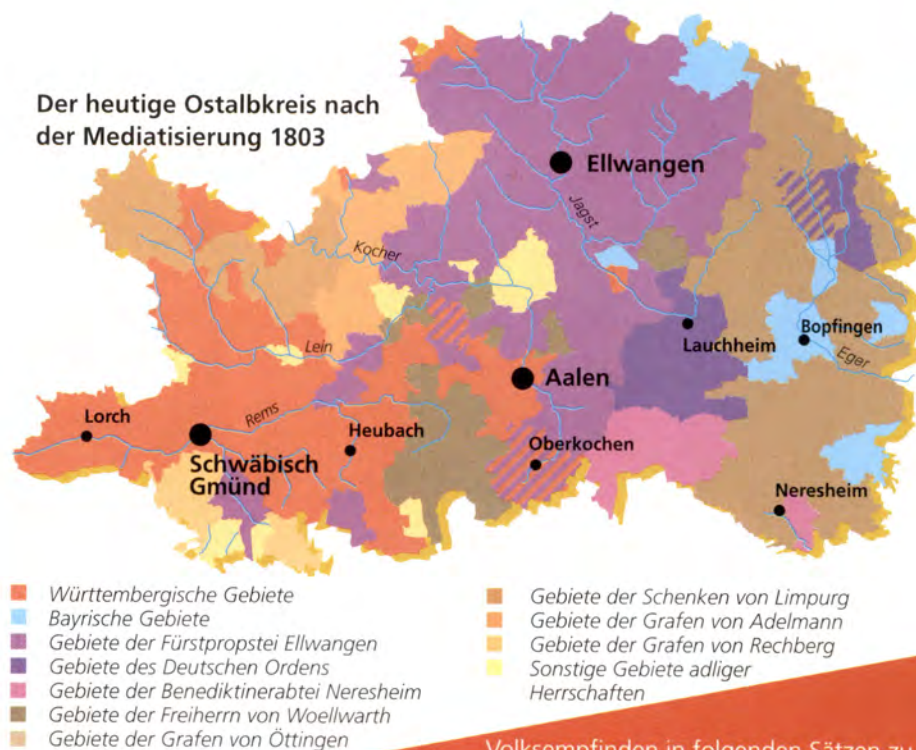 Der heutige Ostalbkreis nach
der Mediatisierung 1803
Ellwangen
Jagst
Kocher
Lauchheim
Bopfingen
Eger
Lein
Aalen
Lorch
Rems
Heubach
Oberkochen
Schwäbisch
Gmünd
Neresheim
Württembergische Gebiete
Bayrische Gebiete
Gebiete der Fürstpropstei Ellwangen
Gebiete des Deutschen Ordens
Gebiete der Benediktinerabtei Neresheim
Gebiete der Freiherrn von Woellwarth
Gebiete der Grafen von Öttingen
Gebiete der Schenken von Limpurg
Gebiete der Grafen von Adelmann
Gebiete der Grafen von Rechberg
Sonstige Gebiete adliger
Herrschaften
Volksempfinden in folgenden Sätzen zu